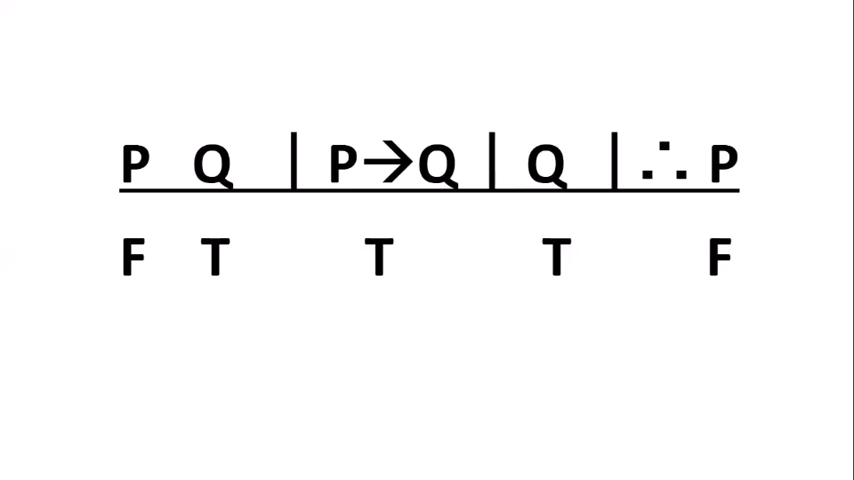 P Q | P→Q | Q | ∴ P
F T T T F